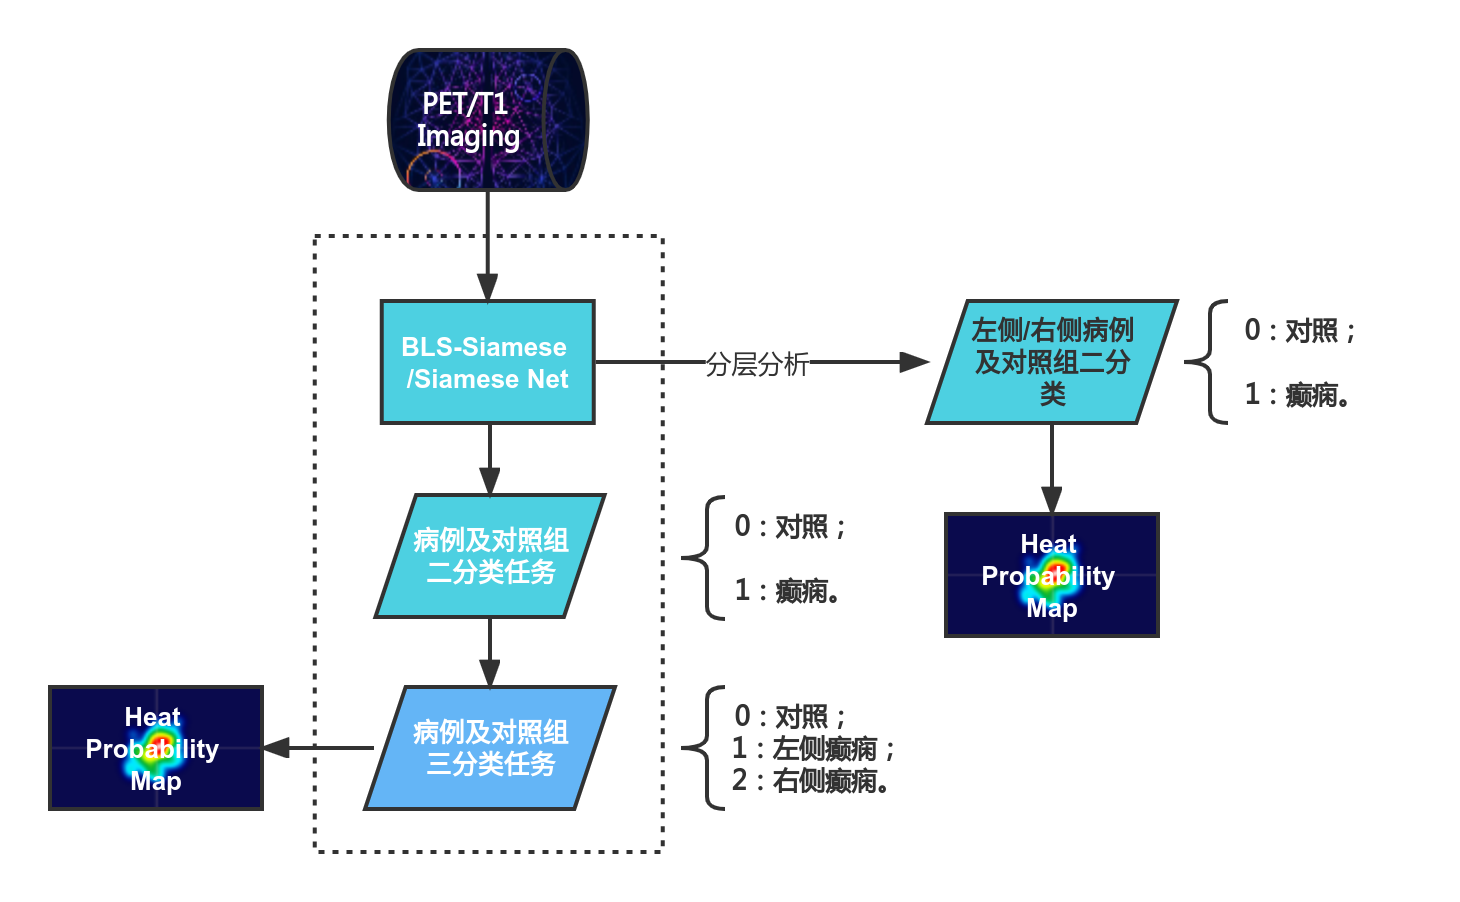 PET/T1
Imaging
BLS-Siamese
/Siamese Net
分层分析
左侧/右侧病例
及对照组二分
类
0：对照；
1：癫痫。
病例及对照组
二分类任务
0：对照；
1：癫痫。
Heat
Probability
Map
Heat
Probability
Map
病例及对照组
三分类任务
0：对照；
1：左侧癫痫；
2：右侧癫痫。